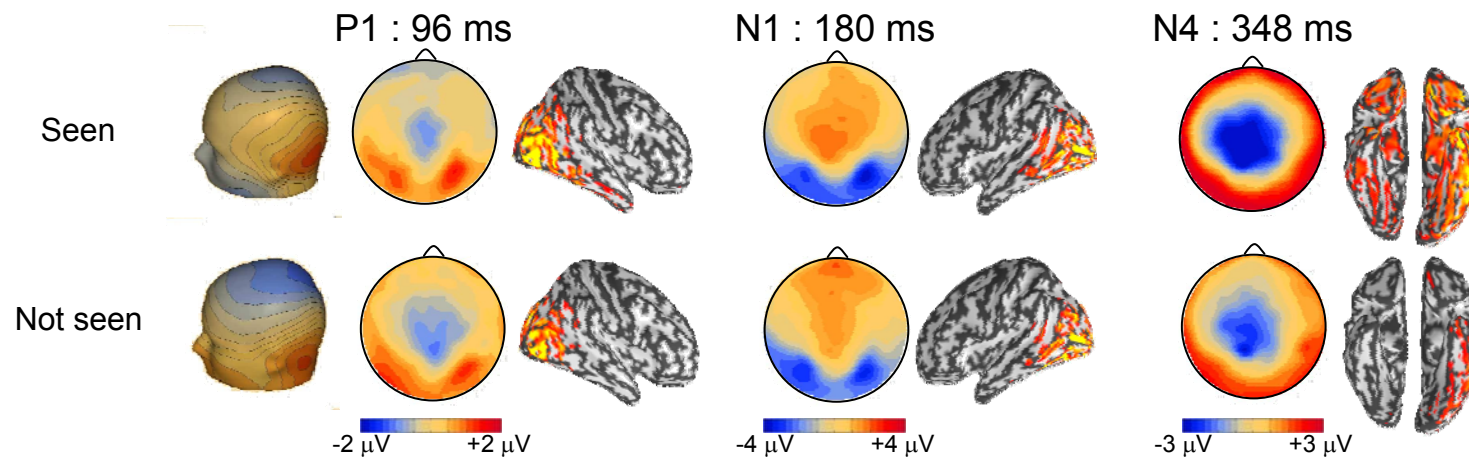 P1 : 96 ms
N1 : 180 ms
N4 : 348 ms
Seen
Not seen
-2 μV +2 μV
-4 μV +4 μV
-3 μV +3 μV